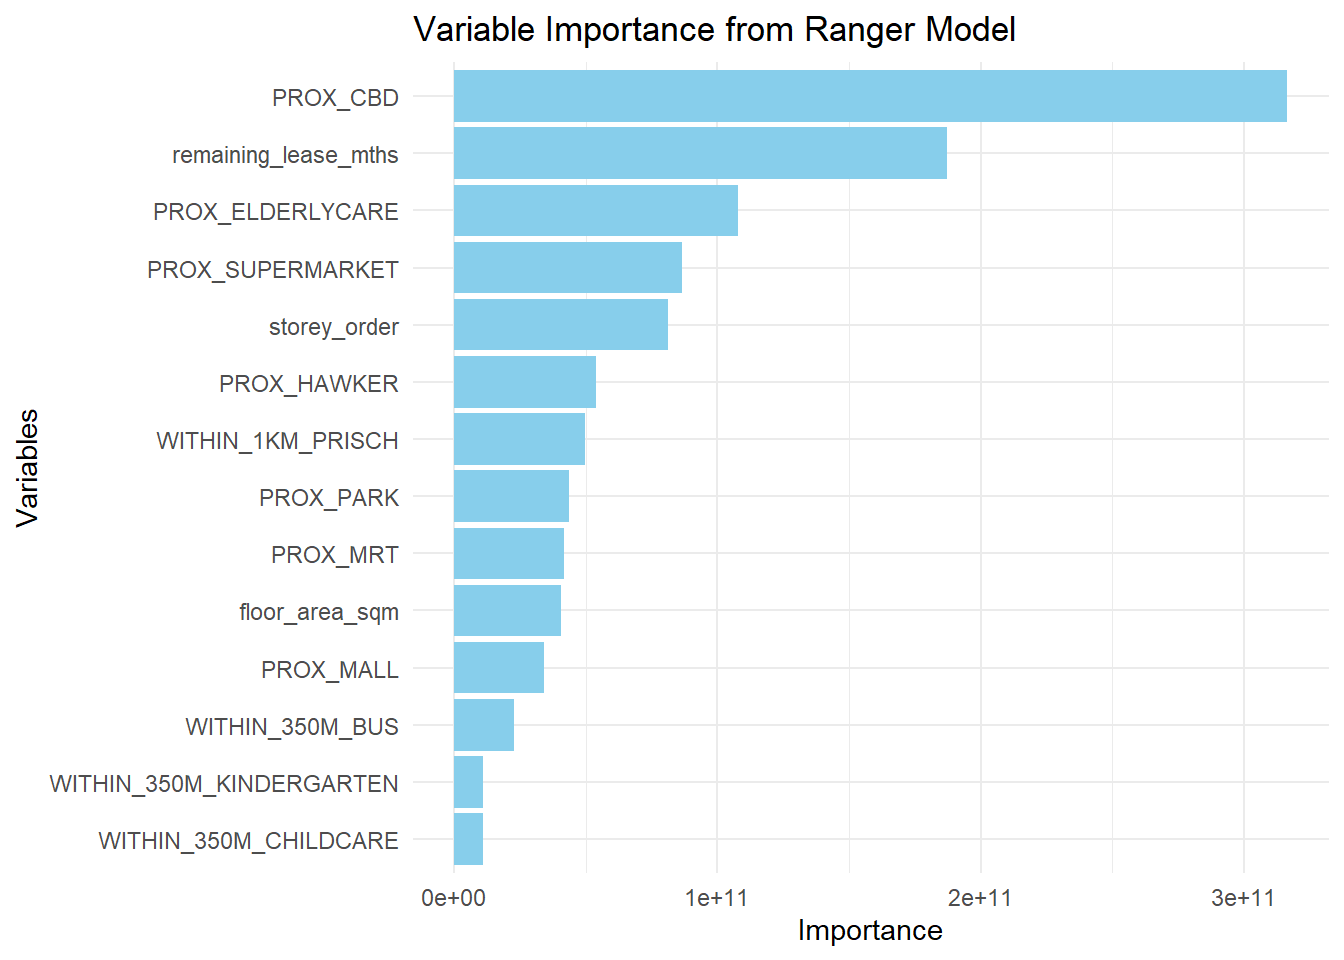 Variable Importance from Ranger Model
Variables
PROX_CBD
remaining_lease_mths
PROX_ELDERLYCARE
PROX_SUPERMARKET
storey_order
PROX_HAWKER
WITHIN_1KM_PRISCH
PROX_PARK
PROX_MRT
floor_area_sqm
PROX_MALL
WITHIN_350M_BUS
WITHIN_350M_KINDERGARTEN
WITHIN_350M_CHILDCARE
0e+00 1e+11 2e+11 3e+11
Importance